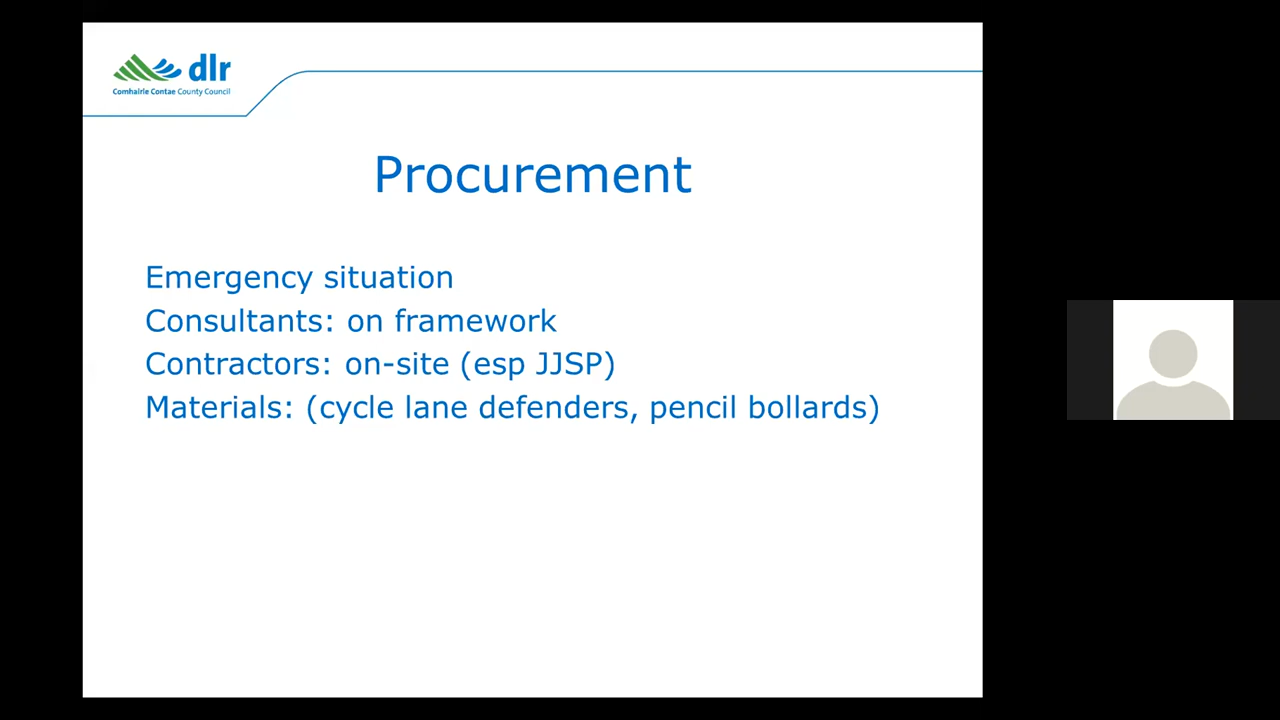 dlr
Comhairle Contae County Council
Procurement
Emergency situation
Consultants: on framework
Contractors: on-site (esp JJSP)
Materials: (cycle lane defenders, pencil bollards)